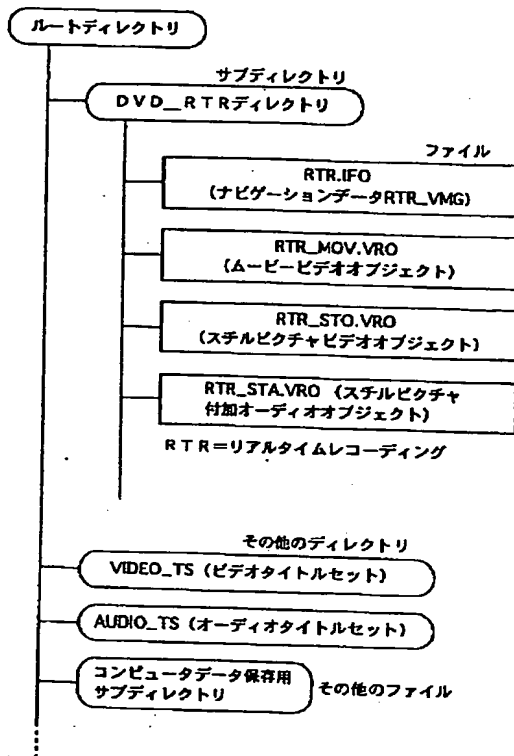 ルートディレクトリ
サブディレクトリ
DVD_RTRディレクトリ
ファイル
RTR.IFO
(ナビゲーションデータRTR_VMG)
RTR_MOV.VRO
(ムービービデオオブジェクト)
RTR_STO.VRO
(スチルピクチャビデオオブジェクト)
RTR_STA.VRO (スチルピクチャ
付加オーディオオブジェクト)
RTR=リアルタイムレコーディング
その他のディレクトリ
VIDEO_TS (ビデオタイトルセット)
AUDIO_TS (オーディオタイトルセット)
コンピュータデータ保存用
サブディレクトリ
その他のファイル